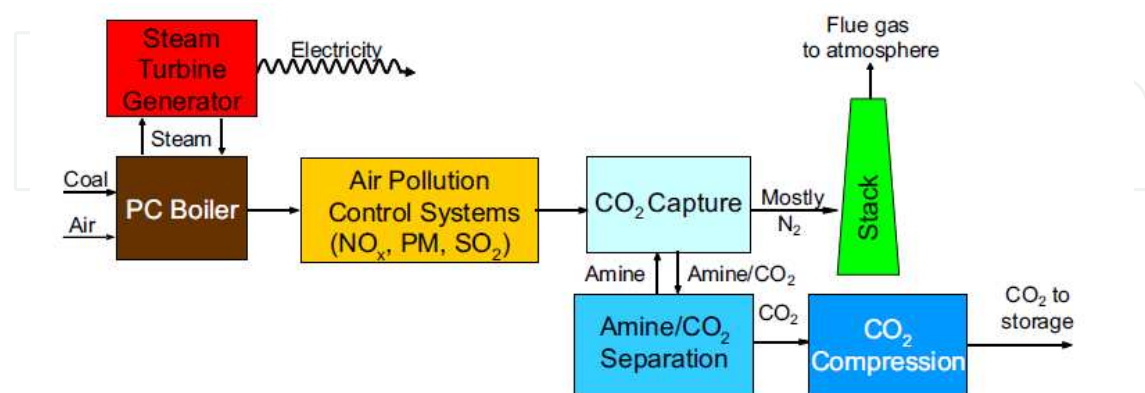 Steam
Turbine
Generator
Electricity
Flue gas
to atmosphere
Steam
Coal
Air
PC Boiler
Air Pollution
Control Systems
(NOₓ, PM, SO₂)
CO₂ Capture
Mostly
N₂
Stack
Amine
Amine/CO₂
Amine/CO₂
Separation
CO₂
CO₂
Compression
CO₂ to
storage